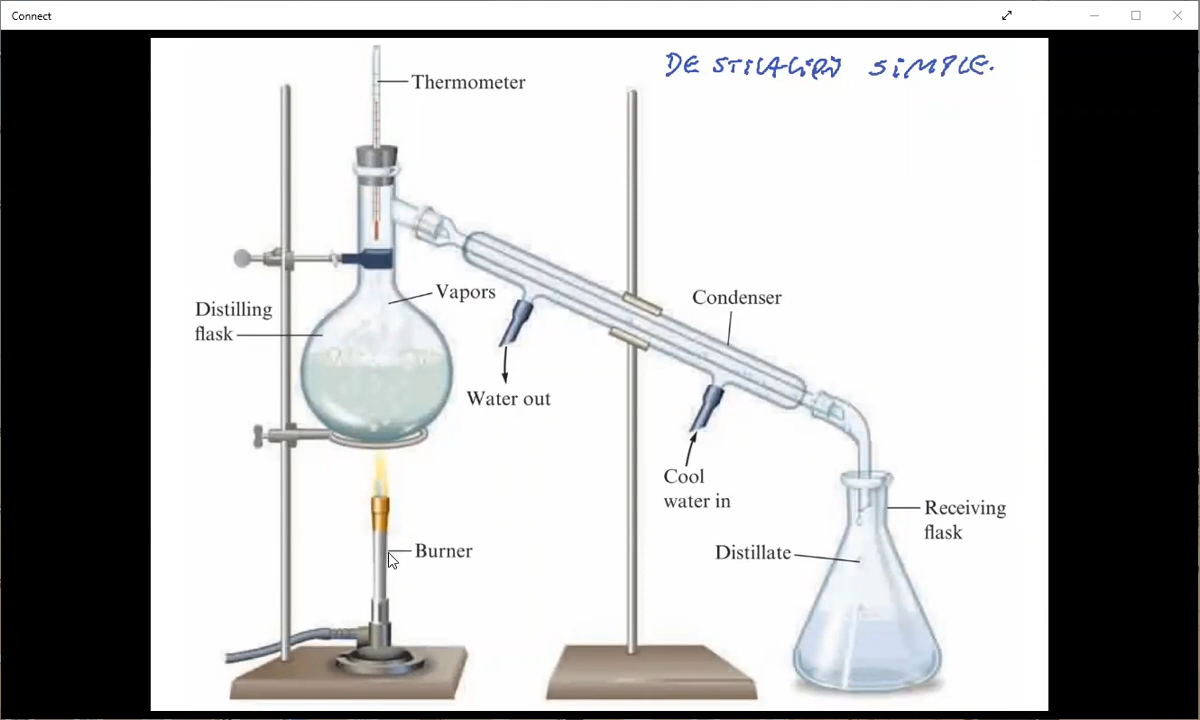 Connect
DESTILACIÓN SIMPLE.
Thermometer
Vapors
Distilling
flask
Condenser
Water out
Cool
water in
Receiving
flask
Distillate
Burner